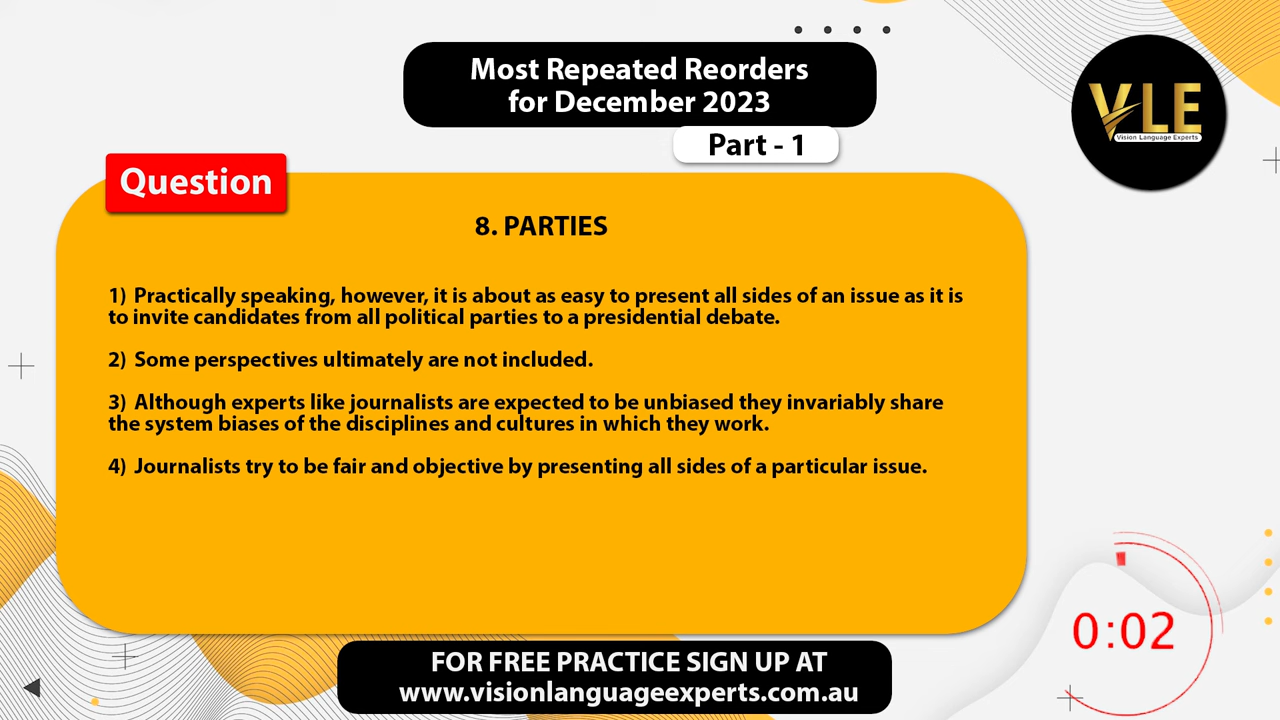 Most Repeated Reorders
for December 2023
Part - 1
VLE
Vision Language Experts
Question
8. PARTIES
1) Practically speaking, however, it is about as easy to present all sides of an issue as it is
to invite candidates from all political parties to a presidential debate.
2) Some perspectives ultimately are not included.
3) Although experts like journalists are expected to be unbiased they invariably share
the system biases of the disciplines and cultures in which they work.
4) Journalists try to be fair and objective by presenting all sides of a particular issue.
0:02
FOR FREE PRACTICE SIGN UP AT
www.visionlanguageexperts.com.au